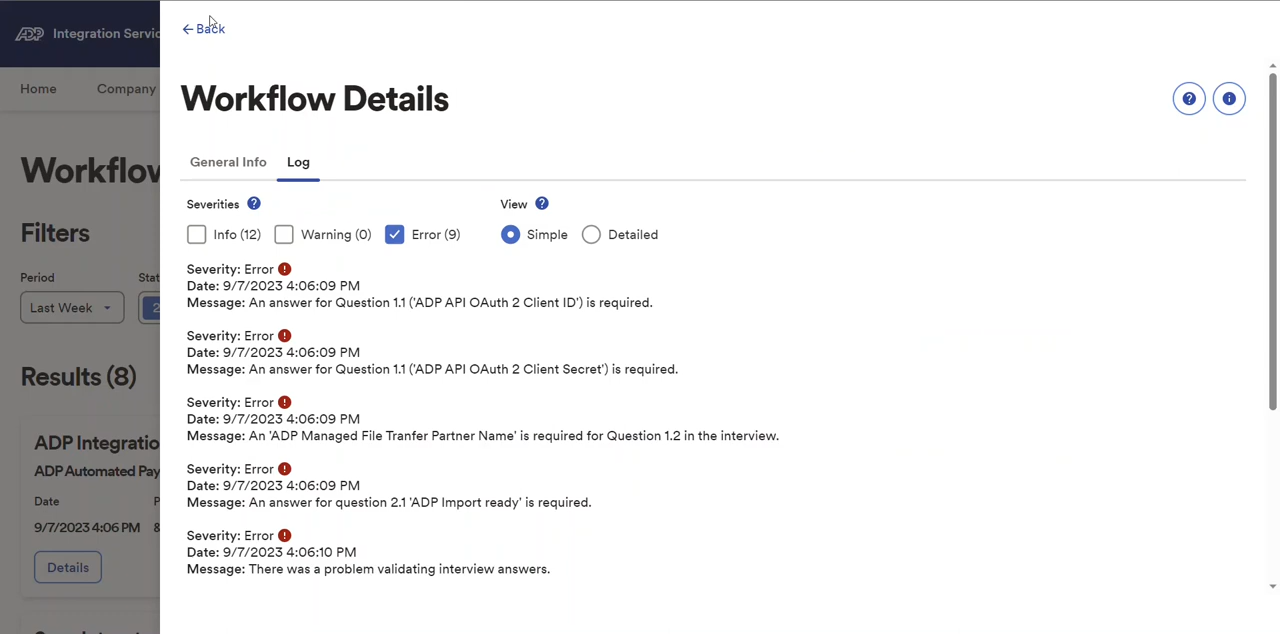 ← Back
ADP Integration Servic
Home Company
Workflow Details
General Info Log
Workflow
Severities View
Info (12) Warning (0) Error (9) Simple Detailed
Filters
Period Stat
Last Week 2
Results (8)
ADP Integratio
ADP Automated Pay
Date P
9/7/2023 4:06 PM 8
Details
Severity: Error
Date: 9/7/2023 4:06:09 PM
Message: An answer for Question 1.1 ('ADP API OAuth 2 Client ID') is required.
Severity: Error
Date: 9/7/2023 4:06:09 PM
Message: An answer for Question 1.1 ('ADP API OAuth 2 Client Secret') is required.
Severity: Error
Date: 9/7/2023 4:06:09 PM
Message: An 'ADP Managed File Tranfer Partner Name' is required for Question 1.2 in the interview.
Severity: Error
Date: 9/7/2023 4:06:09 PM
Message: An answer for question 2.1 'ADP Import ready' is required.
Severity: Error
Date: 9/7/2023 4:06:10 PM
Message: There was a problem validating interview answers.